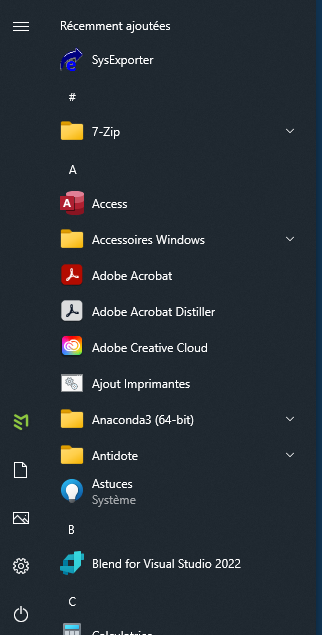 Récemment ajoutées
SysExporter
#
7-Zip
A
Access
Accessoires Windows
Adobe Acrobat
Adobe Acrobat Distiller
Adobe Creative Cloud
Ajout Imprimantes
Anaconda3 (64-bit)
Antidote
Astuces
Système
B
Blend for Visual Studio 2022
C
Calculatrice